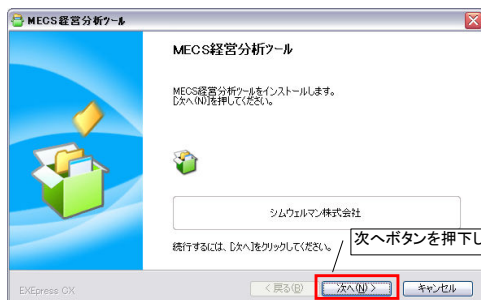 MECS経営分析ツール
MECS経営分析ツール
MECS経営分析ツールをインストールします。
[次へ(N)]を押してください。
シムウェルマン株式会社
続行するには、[次へ]をクリックしてください。
次へボタンを押下し
EXEpress CX
< 戻る(B)
次へ(N) >
キャンセル